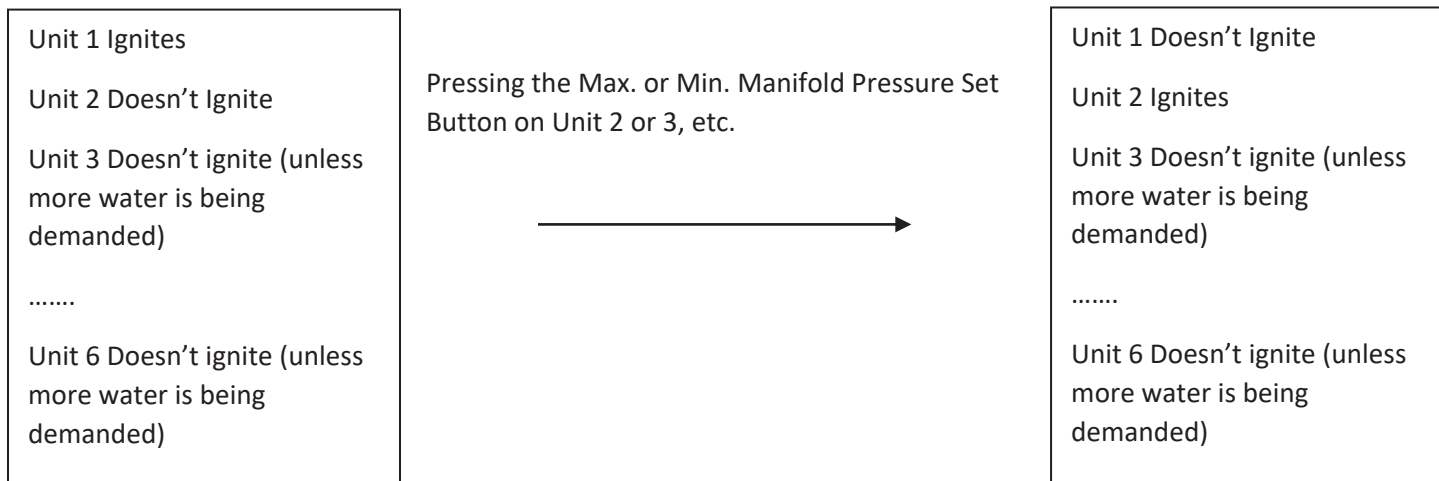 Unit 1 Ignites
Unit 2 Doesn’t Ignite
Unit 3 Doesn’t ignite (unless
more water is being
demanded)
…….
Unit 6 Doesn’t ignite (unless
more water is being
demanded)
Pressing the Max. or Min. Manifold Pressure Set
Button on Unit 2 or 3, etc.
Unit 1 Doesn’t Ignite
Unit 2 Ignites
Unit 3 Doesn’t ignite (unless
more water is being
demanded)
…….
Unit 6 Doesn’t ignite (unless
more water is being
demanded)